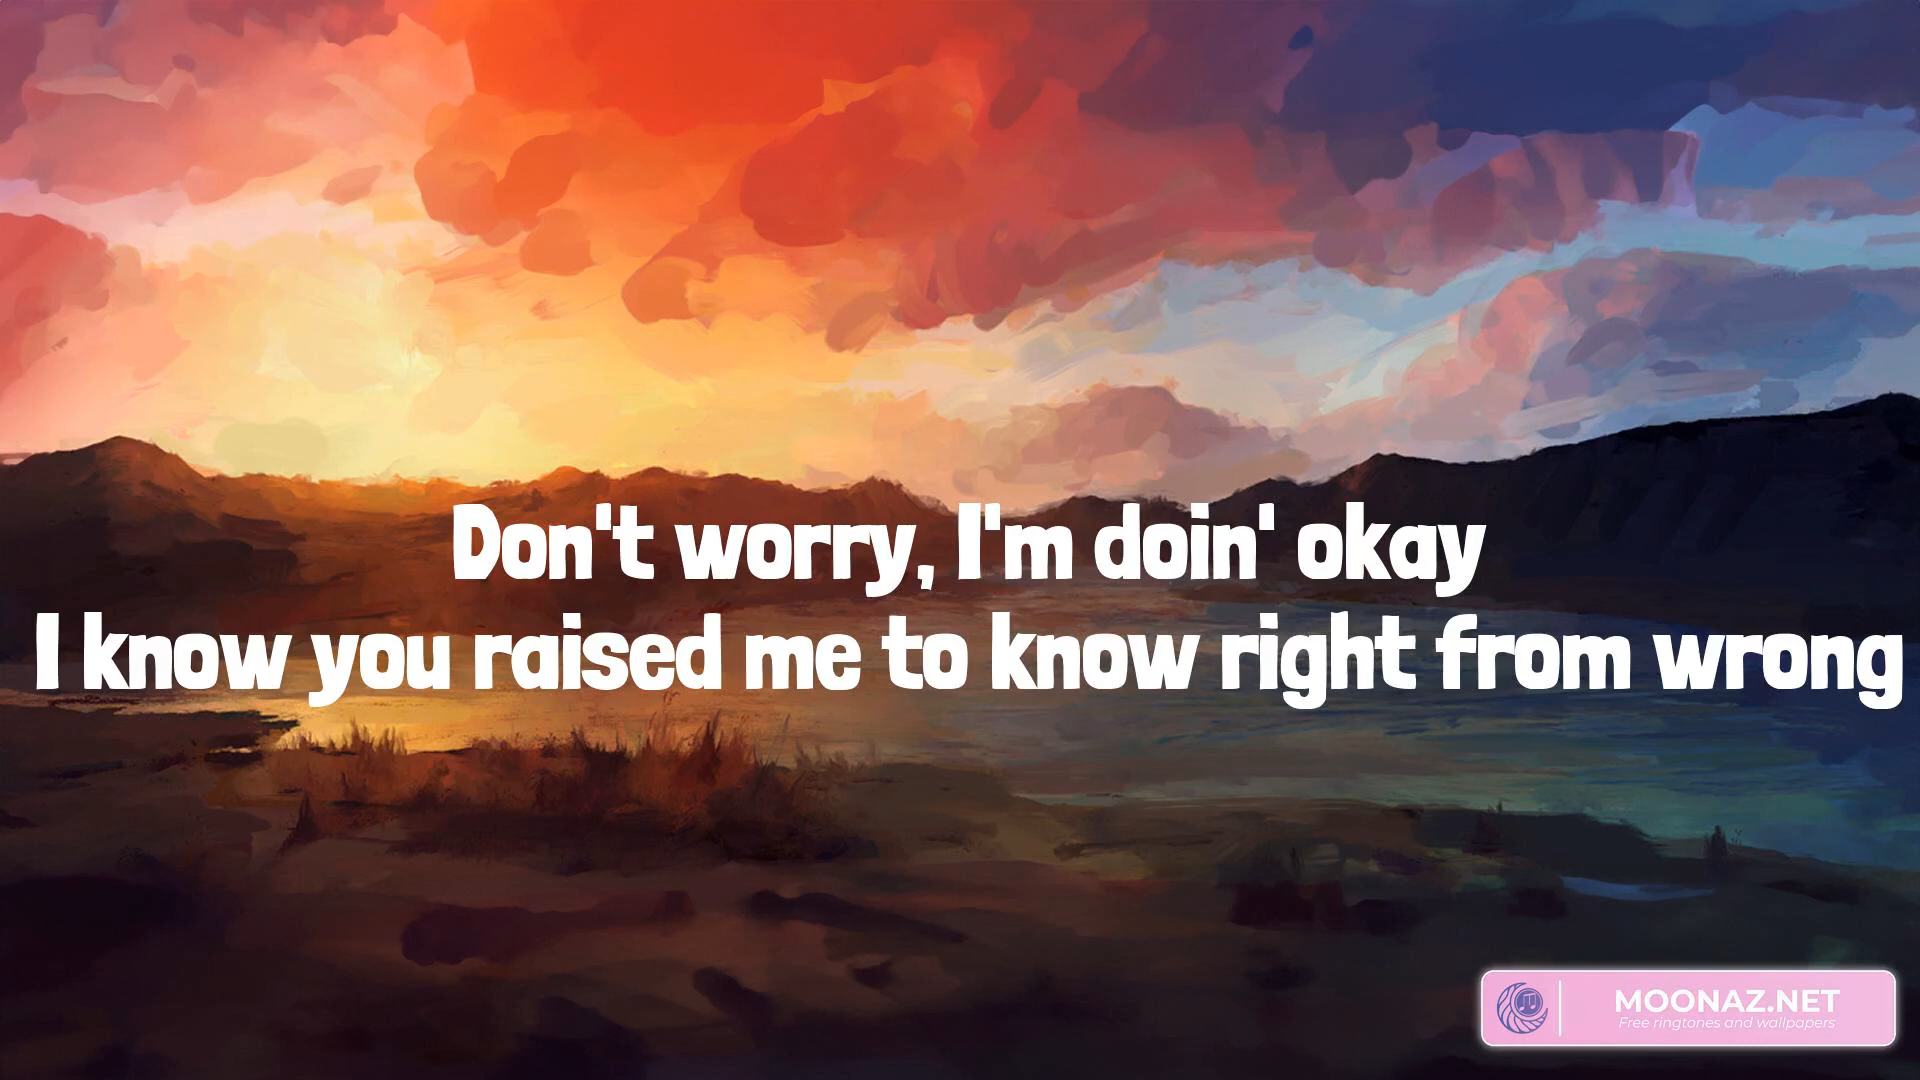 Don't worry, I'm doin' okay
I know you raised me to know right from wrong
MOONAZ.NET
Free ringtones and wallpapers